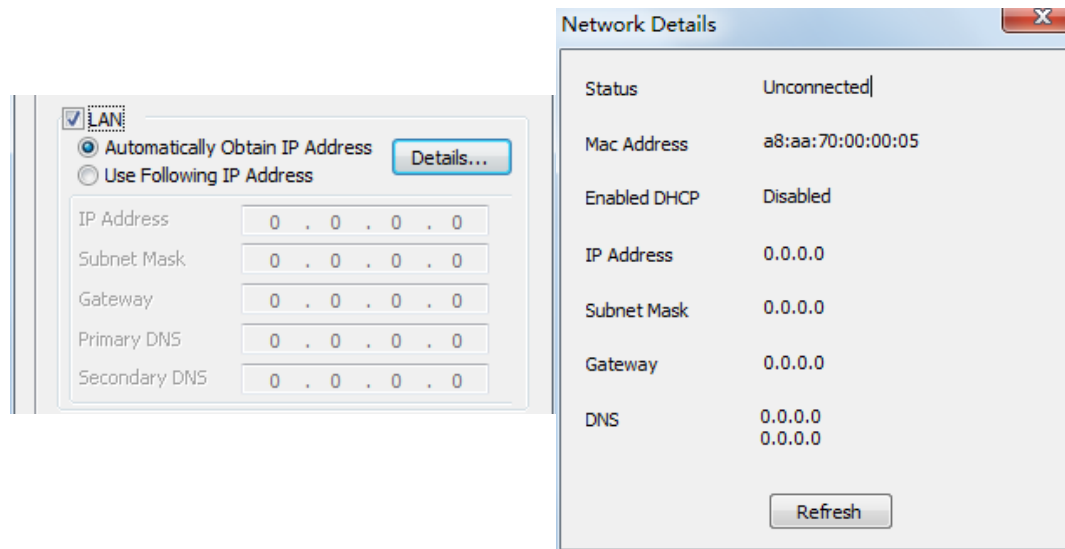 LAN
Automatically Obtain IP Address
Details...
Use Following IP Address
IP Address 0 . 0 . 0 . 0
Subnet Mask 0 . 0 . 0 . 0
Gateway 0 . 0 . 0 . 0
Primary DNS 0 . 0 . 0 . 0
Secondary DNS 0 . 0 . 0 . 0
Network Details
Status Unconnected
Mac Address a8:aa:70:00:00:05
Enabled DHCP Disabled
IP Address 0.0.0.0
Subnet Mask 0.0.0.0
Gateway 0.0.0.0
DNS 0.0.0.0
0.0.0.0
Refresh